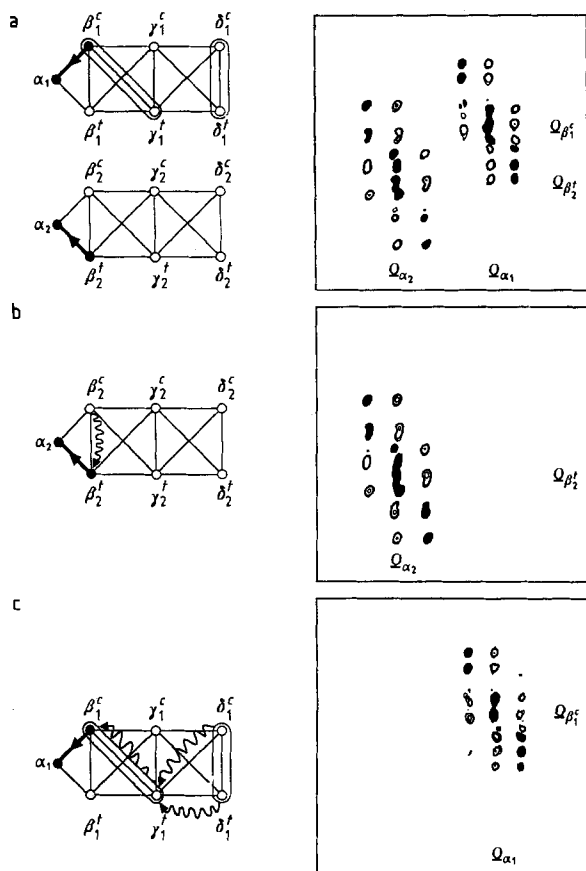 a
β₁ᶜ γ₁ᶜ δ₁ᶜ
α₁
β₁ᵗ γ₁ᵗ δ₁ᵗ
β₂ᶜ γ₂ᶜ δ₂ᶜ
α₂
β₂ᵗ γ₂ᵗ δ₂ᵗ
Ω_β₁ᶜ
Ω_β₂ᵗ
Ω_α₂ Ω_α₁
b
β₂ᶜ γ₂ᶜ δ₂ᶜ
α₂
β₂ᵗ γ₂ᵗ δ₂ᵗ
Ω_β₂ᵗ
Ω_α₂
c
β₁ᶜ γ₁ᶜ δ₁ᶜ
α₁
β₁ᵗ γ₁ᵗ δ₁ᵗ
Ω_β₁ᶜ
Ω_α₁